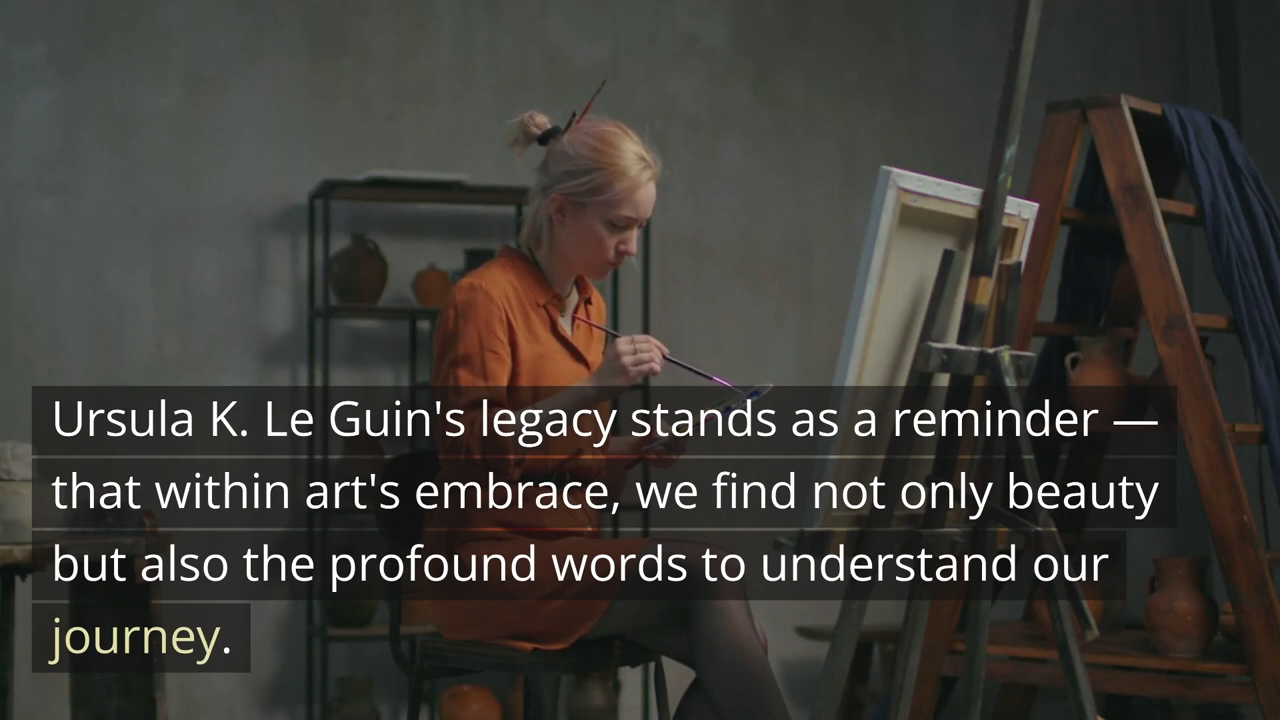 Ursula K. Le Guin's legacy stands as a reminder —
that within art's embrace, we find not only beauty
but also the profound words to understand our
journey.